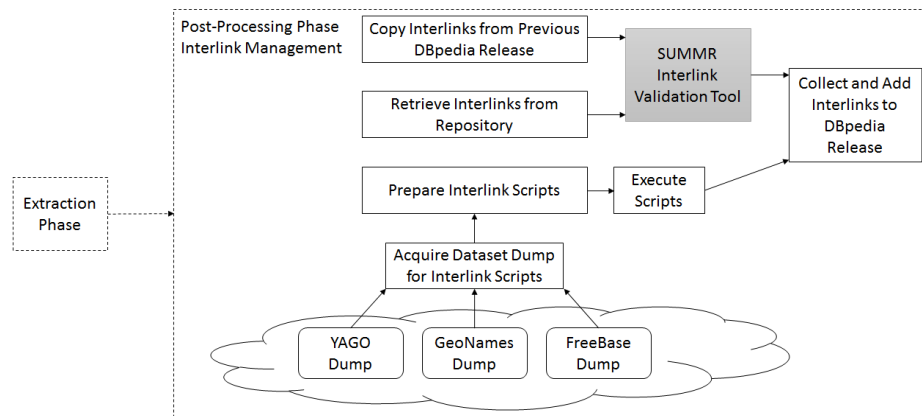 Post-Processing Phase
Interlink Management
Copy Interlinks from Previous
DBpedia Release
SUMMR
Interlink
Validation Tool
Collect and Add
Interlinks to
DBpedia
Release
Retrieve Interlinks from
Repository
Prepare Interlink Scripts
Execute
Scripts
Extraction
Phase
Acquire Dataset Dump
for Interlink Scripts
YAGO
Dump
GeoNames
Dump
FreeBase
Dump